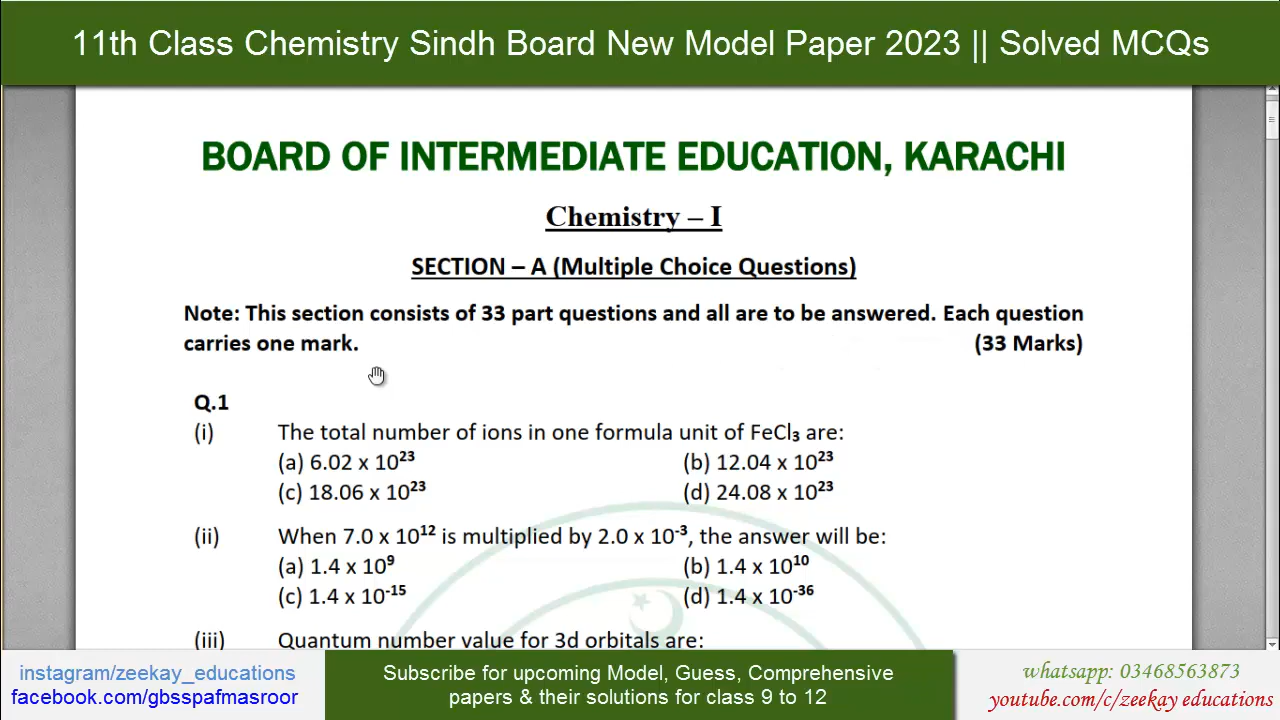 11th Class Chemistry Sindh Board New Model Paper 2023 || Solved MCQs
BOARD OF INTERMEDIATE EDUCATION, KARACHI
Chemistry – I
SECTION – A (Multiple Choice Questions)
Note: This section consists of 33 part questions and all are to be answered. Each question
carries one mark. (33 Marks)
Q.1
(i) The total number of ions in one formula unit of FeCl₃ are:
(a) 6.02 x 10²³ (b) 12.04 x 10²³
(c) 18.06 x 10²³ (d) 24.08 x 10²³
(ii) When 7.0 x 10¹² is multiplied by 2.0 x 10⁻³, the answer will be:
(a) 1.4 x 10⁹ (b) 1.4 x 10¹⁰
(c) 1.4 x 10⁻¹⁵ (d) 1.4 x 10⁻³⁶
(iii) Quantum number value for 3d orbitals are:
instagram/zeekay_educations
facebook.com/gbsspafmasroor
Subscribe for upcoming Model, Guess, Comprehensive
papers & their solutions for class 9 to 12
whatsapp: 03468563873
youtube.com/c/zeekay educations